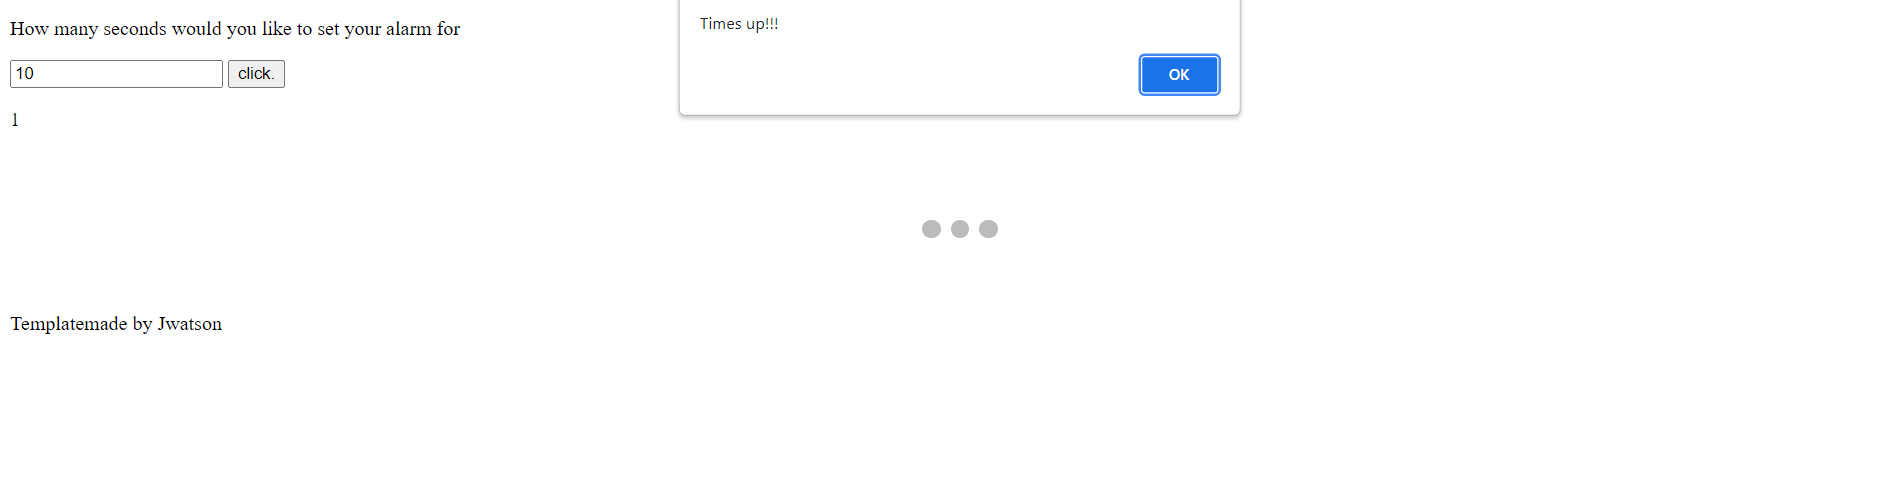 How many seconds would you like to set your alarm for
10 click.
1
Times up!!!
OK
Templatemade by Jwatson